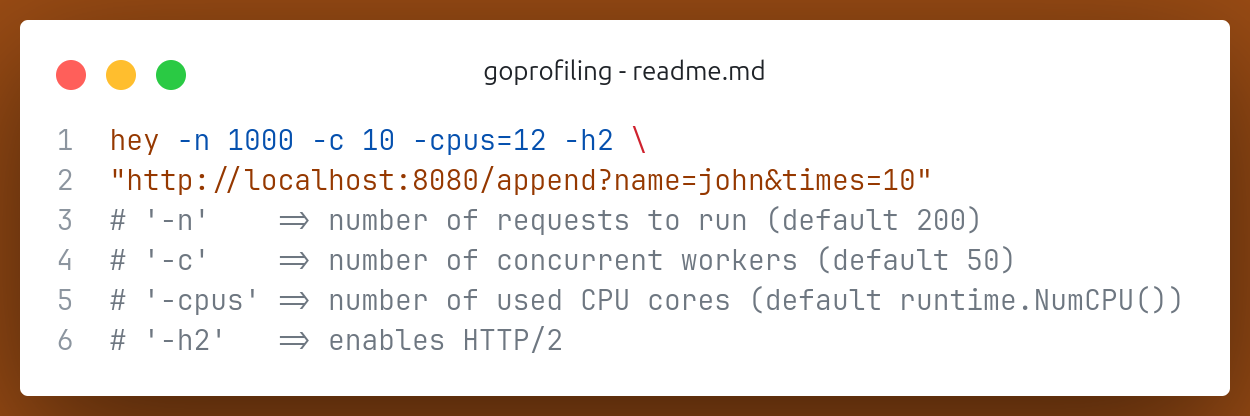 goprofiling - readme.md
1 hey -n 1000 -c 10 -cpus=12 -h2 \
2 "http://localhost:8080/append?name=john&times=10"
3 # '-n'    => number of requests to run (default 200)
4 # '-c'    => number of concurrent workers (default 50)
5 # '-cpus' => number of used CPU cores (default runtime.NumCPU())
6 # '-h2'   => enables HTTP/2